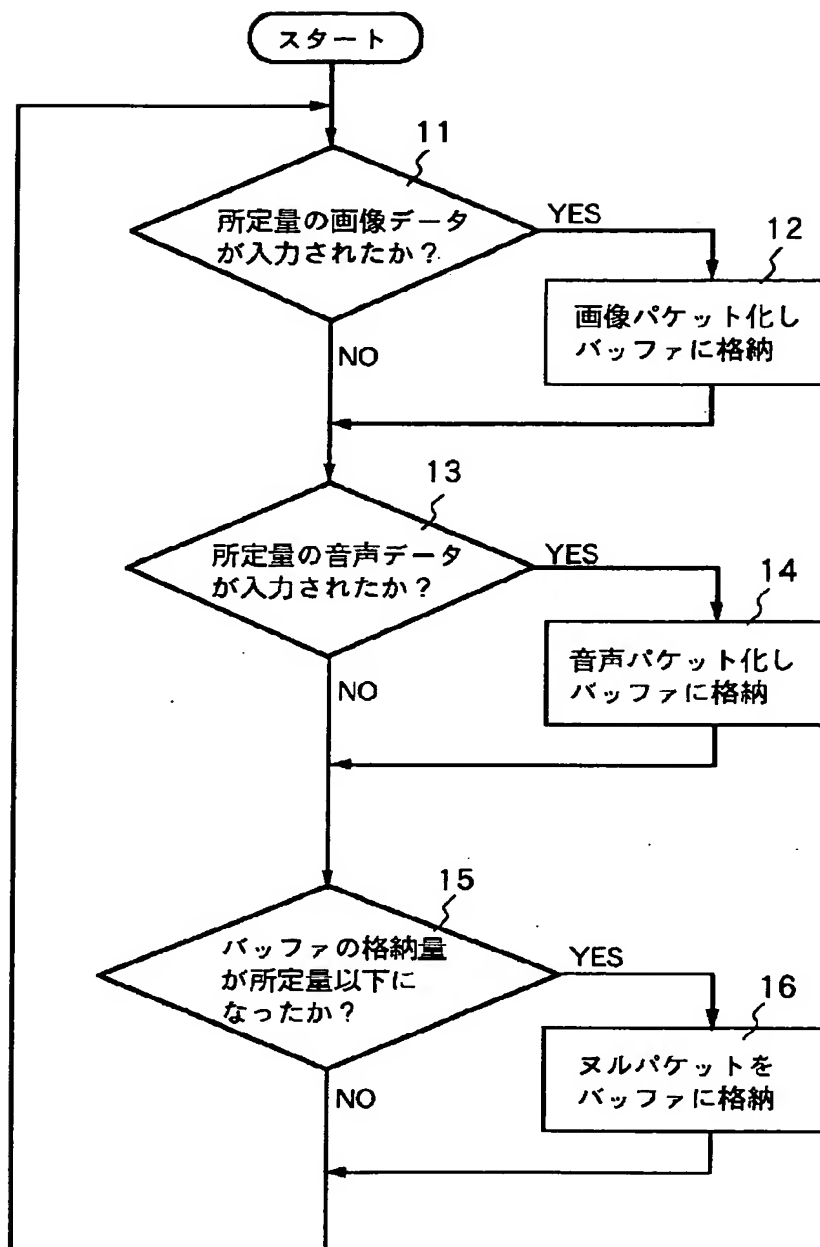 スタート
11
所定量の画像データ
が入力されたか？
YES
12
画像パケット化し
バッファに格納
NO
13
所定量の音声データ
が入力されたか？
YES
14
音声パケット化し
バッファに格納
NO
15
バッファの格納量
が所定量以下に
なったか？
YES
16
ヌルパケットを
バッファに格納
NO